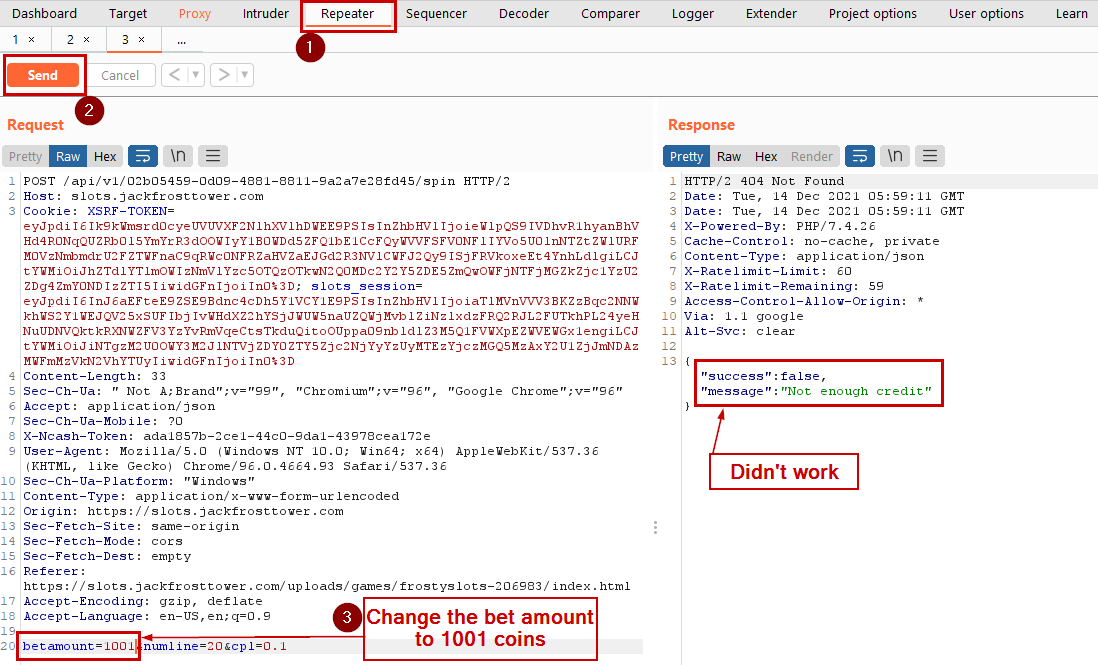 Dashboard Target Proxy Intruder Repeater Sequencer Decoder Comparer Logger Extender Project options User options Learn
1 × 2 × 3 × ...
1
Send Cancel < >
2
Request
Pretty Raw Hex \n
1 POST /api/v1/02b05459-0d09-4881-8811-9a2a7e28fd45/spin HTTP/2
2 Host: slots.jackfrosttower.com
3 Cookie: XSRF-TOKEN=
4 Content-Length: 33
5 Sec-Ch-Ua: " Not A;Brand";v="99", "Chromium";v="96", "Google Chrome";v="96"
6 Accept: application/json
7 Sec-Ch-Ua-Mobile: ?0
8 X-Ncash-Token: ada1857b-2ce1-44c0-9da1-43978cea172e
9 User-Agent: Mozilla/5.0 (Windows NT 10.0; Win64; x64) AppleWebKit/537.36
(KHTML, like Gecko) Chrome/96.0.4664.93 Safari/537.36
10 Sec-Ch-Ua-Platform: "Windows"
11 Content-Type: application/x-www-form-urlencoded
12 Origin: https://slots.jackfrosttower.com
13 Sec-Fetch-Site: same-origin
14 Sec-Fetch-Mode: cors
15 Sec-Fetch-Dest: empty
16 Referer:
https://slots.jackfrosttower.com/uploads/games/frostyslots-206983/index.html
17 Accept-Encoding: gzip, deflate
18 Accept-Language: en-US,en;q=0.9
19
20 betamount=1001&numline=20&cpl=0.1
3
Change the bet amount
to 1001 coins
Response
Pretty Raw Hex Render \n
1 HTTP/2 404 Not Found
2 Date: Tue, 14 Dec 2021 05:59:11 GMT
3 Date: Tue, 14 Dec 2021 05:59:11 GMT
4 X-Powered-By: PHP/7.4.26
5 Cache-Control: no-cache, private
6 Content-Type: application/json
7 X-Ratelimit-Limit: 60
8 X-Ratelimit-Remaining: 59
9 Access-Control-Allow-Origin: *
10 Via: 1.1 google
11 Alt-Svc: clear
12
13 {
"success":false,
"message":"Not enough credit"
}
Didn't work